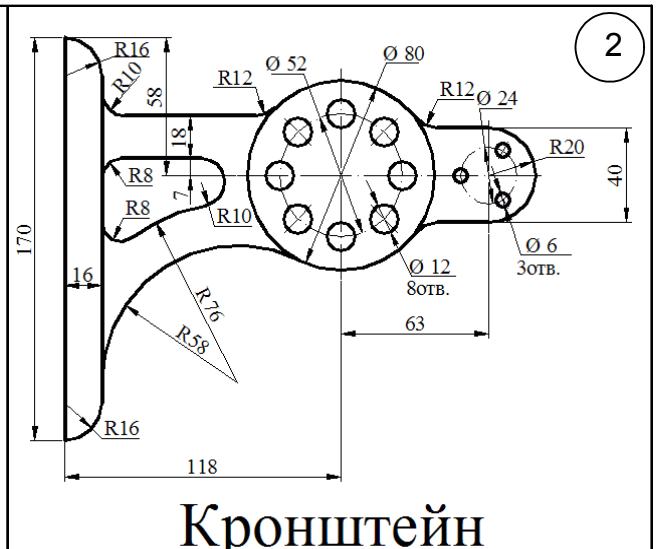 2
R16
R10
58
R12
Ø 52
Ø 80
R12
Ø 24
18
R20
R8
7
R10
40
170
R8
16
Ø 12
8отв.
Ø 6
3отв.
R76
R58
63
R16
118
Кронштейн